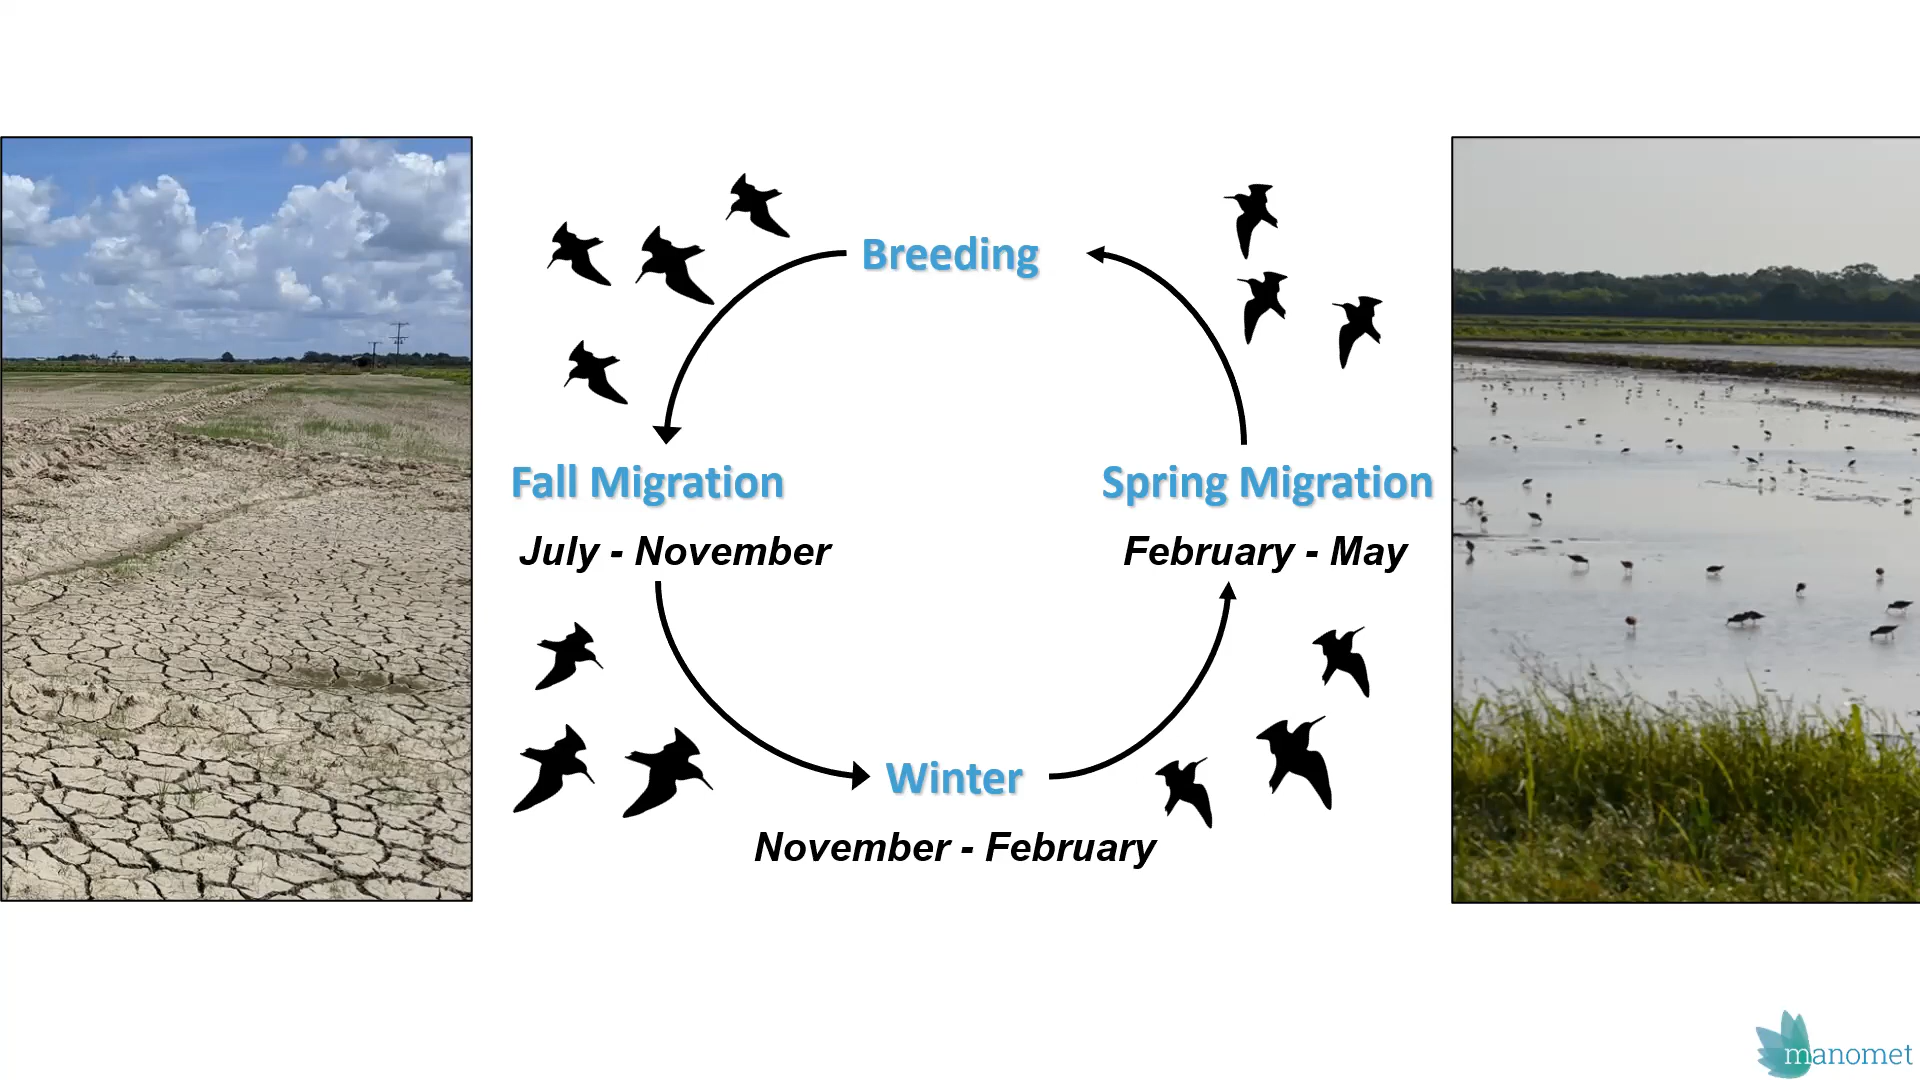 Breeding
Fall Migration
July - November
Spring Migration
February - May
Winter
November - February
manomet